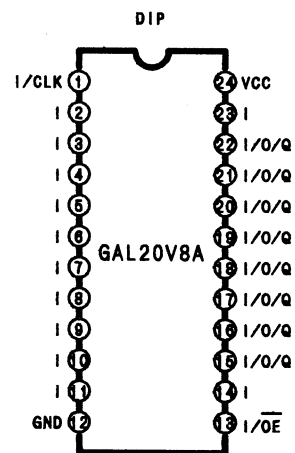 DIP
I/CLK 1 24 VCC
I 2 23 I
I 3 22 I/O/Q
I 4 21 I/O/Q
I 5 20 I/O/Q
I 6 19 I/O/Q
GAL20V8A
I 7 18 I/O/Q
I 8 17 I/O/Q
I 9 16 I/O/Q
I 10 15 I/O/Q
I 11 14 I
GND 12 13 I/O̅E̅